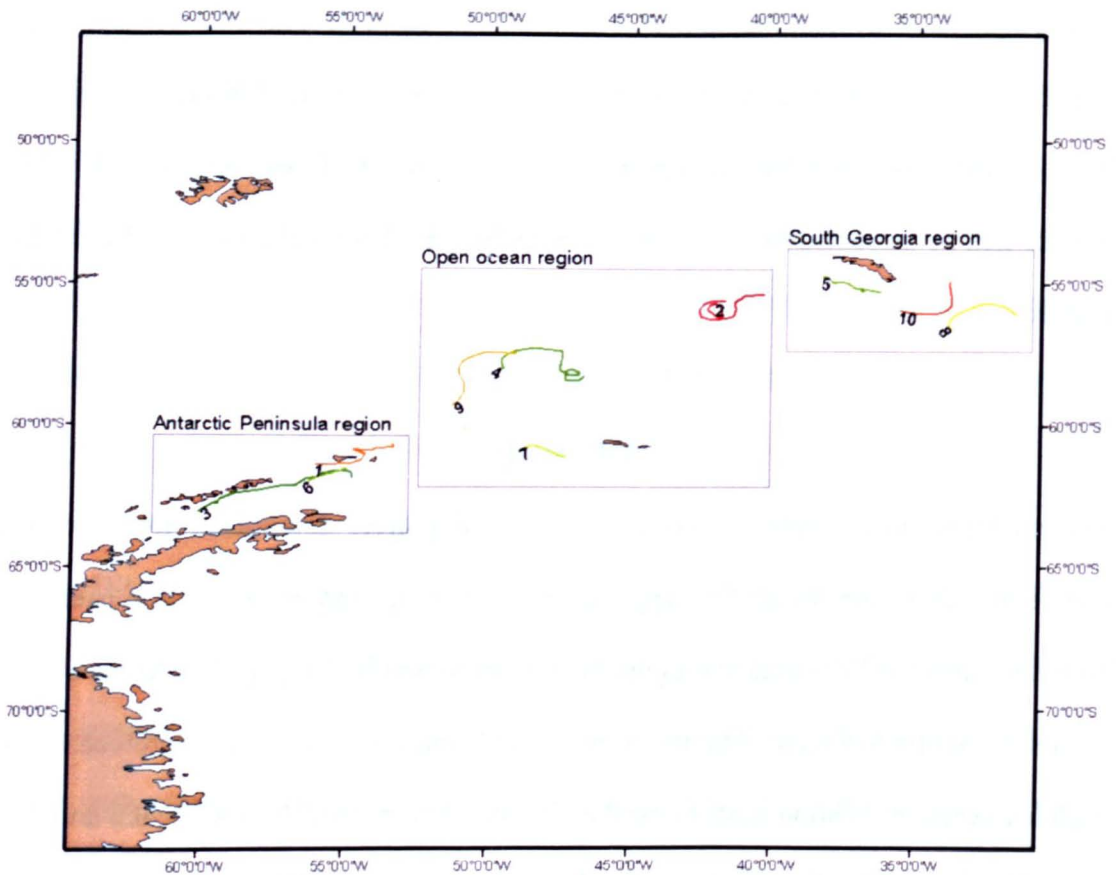 60°0'0"W 55°0'0"W 50°0'0"W 45°0'0"W 40°0'0"W 35°0'0"W
50°0'0"S 50°0'0"S
South Georgia region
Open ocean region
55°0'0"S 5 55°0'0"S
2
10 8
4
9
60°0'0"S 60°0'0"S
Antarctic Peninsula region
7
1
6
3
65°0'0"S 65°0'0"S
70°0'0"S 70°0'0"S
60°0'0"W 55°0'0"W 50°0'0"W 45°0'0"W 40°0'0"W 35°0'0"W